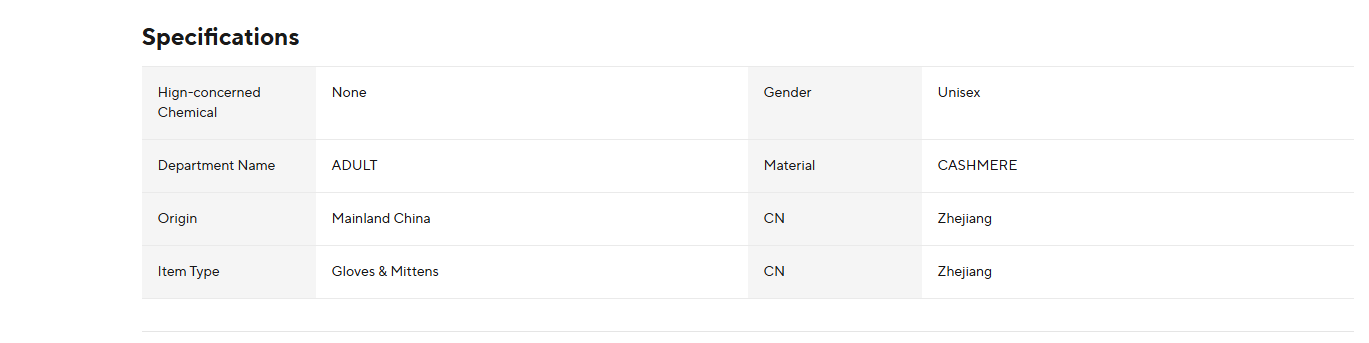 Specifications
Hign-concerned
Chemical
None
Gender
Unisex
Department Name
ADULT
Material
CASHMERE
Origin
Mainland China
CN
Zhejiang
Item Type
Gloves & Mittens
CN
Zhejiang